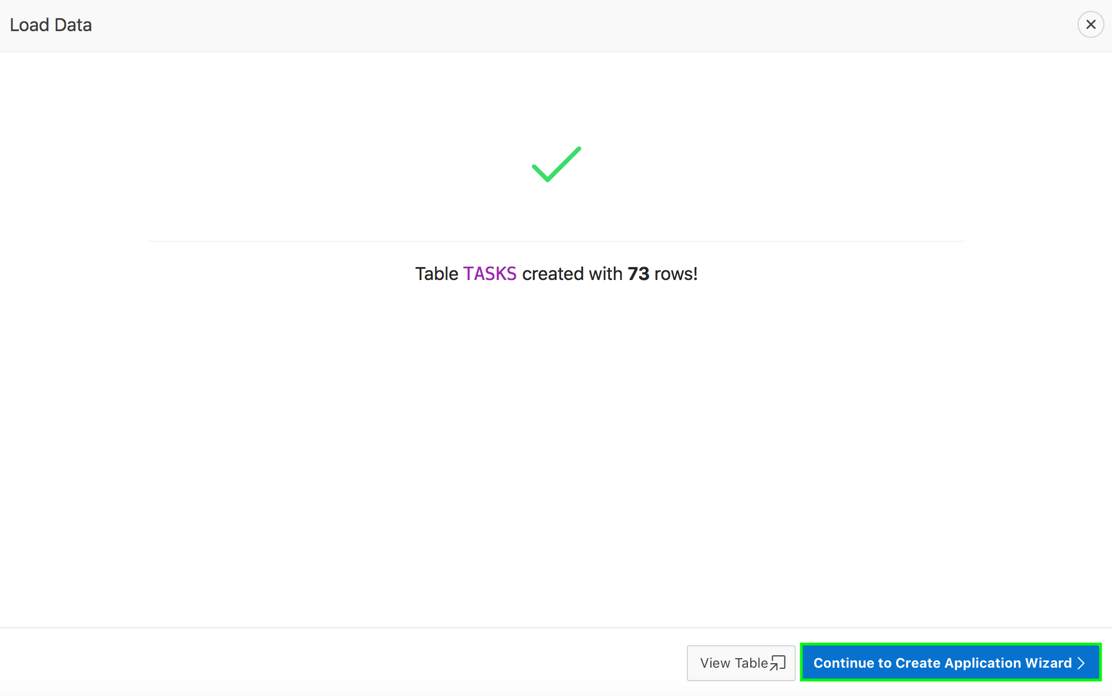 Load Data
Table TASKS created with 73 rows!
View Table
Continue to Create Application Wizard